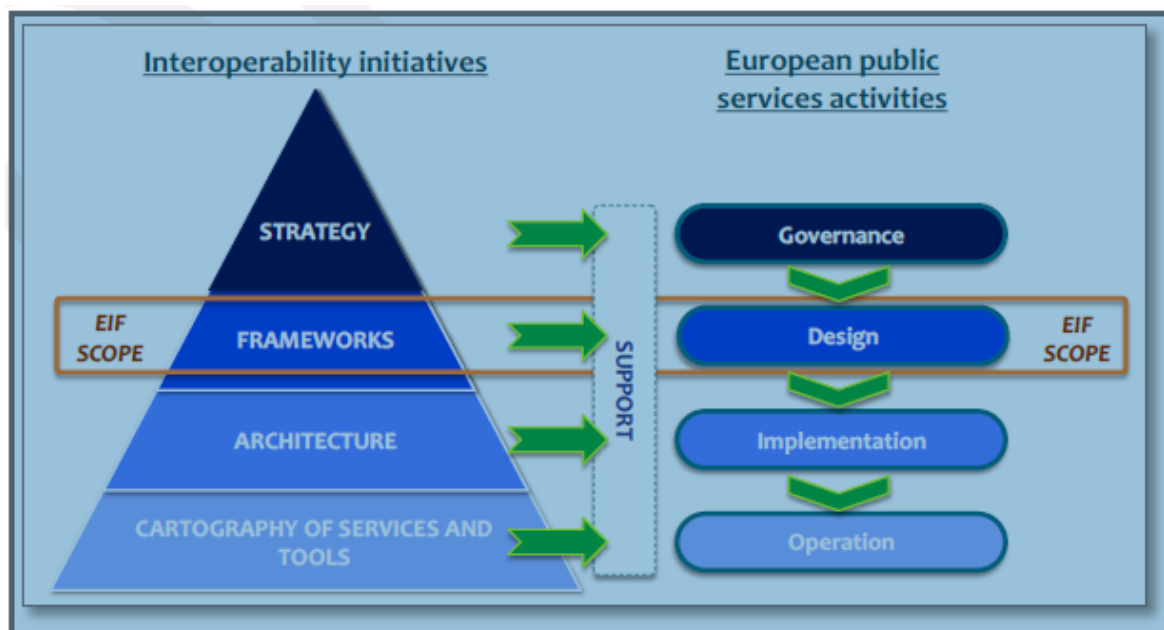 Interoperability initiatives
European public
services activities
STRATEGY
Governance
EIF
SCOPE
FRAMEWORKS
SUPPORT
Design
EIF
SCOPE
ARCHITECTURE
Implementation
CARTOGRAPHY OF SERVICES AND
TOOLS
Operation